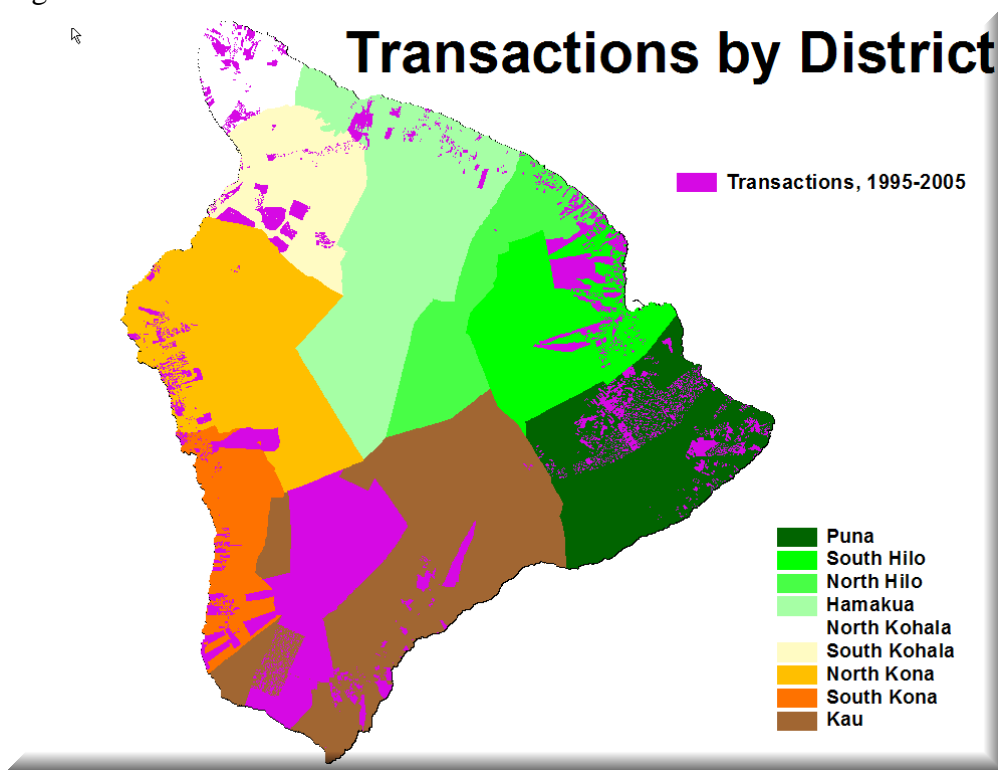 Transactions by District
Transactions, 1995-2005
Puna
South Hilo
North Hilo
Hamakua
North Kohala
South Kohala
North Kona
South Kona
Kau